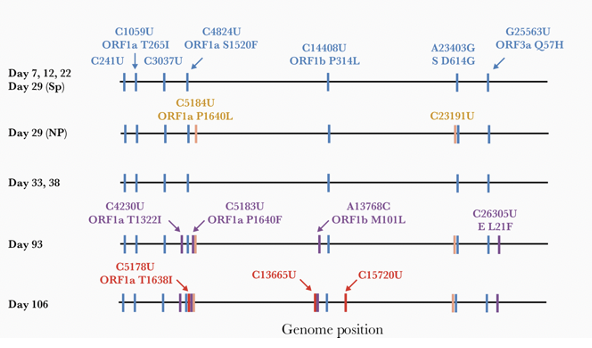 C1059U
ORF1a T265I
C4824U
ORF1a S1520F
G25563U
ORF3a Q57H
C241U
C3037U
C14408U
ORF1b P314L
A23403G
S D614G
Day 7, 12, 22
Day 29 (Sp)
C5184U
ORF1a P1640L
C23191U
Day 29 (NP)
Day 33, 38
C4230U
ORF1a T1322I
C5183U
ORF1a P1640F
A13768C
ORF1b M101L
C26305U
E L21F
Day 93
C5178U
ORF1a T1638I
C13665U
C15720U
Day 106
Genome position